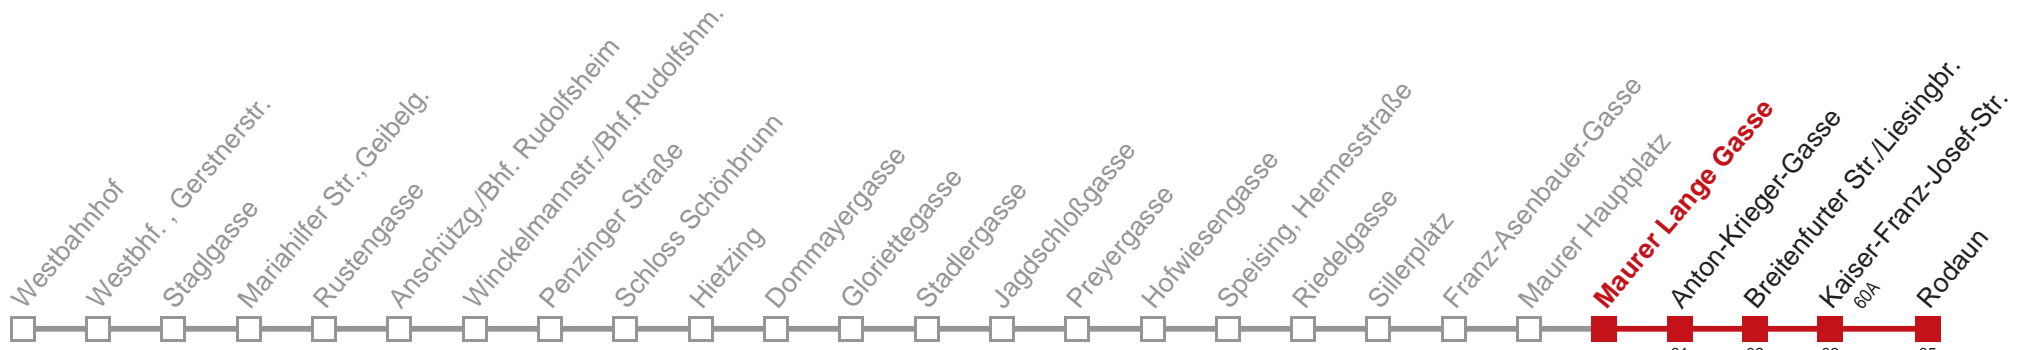 Westbahnhof
Westbhf. , Gerstnerstr.
Staglgasse
Mariahilfer Str.,Geibelg.
Rustengasse
Anschützg./Bhf. Rudolfsheim
Winckelmannstr./Bhf.Rudolfshm.
Penzinger Straße
Schloss Schönbrunn
Hietzing
Dommayergasse
Gloriettegasse
Stadlergasse
Jagdschloßgasse
Preyergasse
Hofwiesengasse
Speising, Hermesstraße
Riedelgasse
Sillerplatz
Franz-Asenbauer-Gasse
Maurer Hauptplatz
Maurer Lange Gasse
Anton-Krieger-Gasse
Breitenfurter Str./Liesingbr.
Kaiser-Franz-Josef-Str.
60A
Rodaun